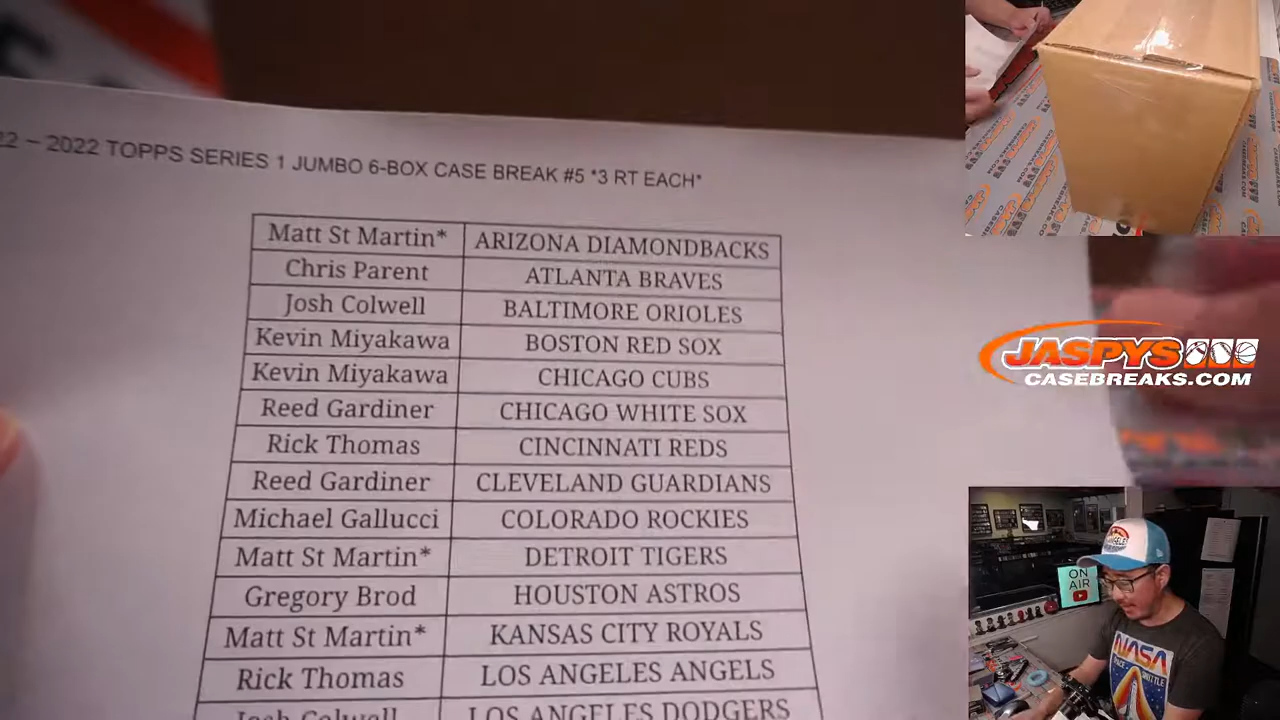 22 – 2022 TOPPS SERIES 1 JUMBO 6-BOX CASE BREAK #5 *3 RT EACH*
Matt St Martin* ARIZONA DIAMONDBACKS
Chris Parent ATLANTA BRAVES
Josh Colwell BALTIMORE ORIOLES
Kevin Miyakawa BOSTON RED SOX
Kevin Miyakawa CHICAGO CUBS
Reed Gardiner CHICAGO WHITE SOX
Rick Thomas CINCINNATI REDS
Reed Gardiner CLEVELAND GUARDIANS
Michael Gallucci COLORADO ROCKIES
Matt St Martin* DETROIT TIGERS
Gregory Brod HOUSTON ASTROS
Matt St Martin* KANSAS CITY ROYALS
Rick Thomas LOS ANGELES ANGELS
Josh Colwell LOS ANGELES DODGERS
JASPYS
CASEBREAKS.COM
ON
AIR
NASA